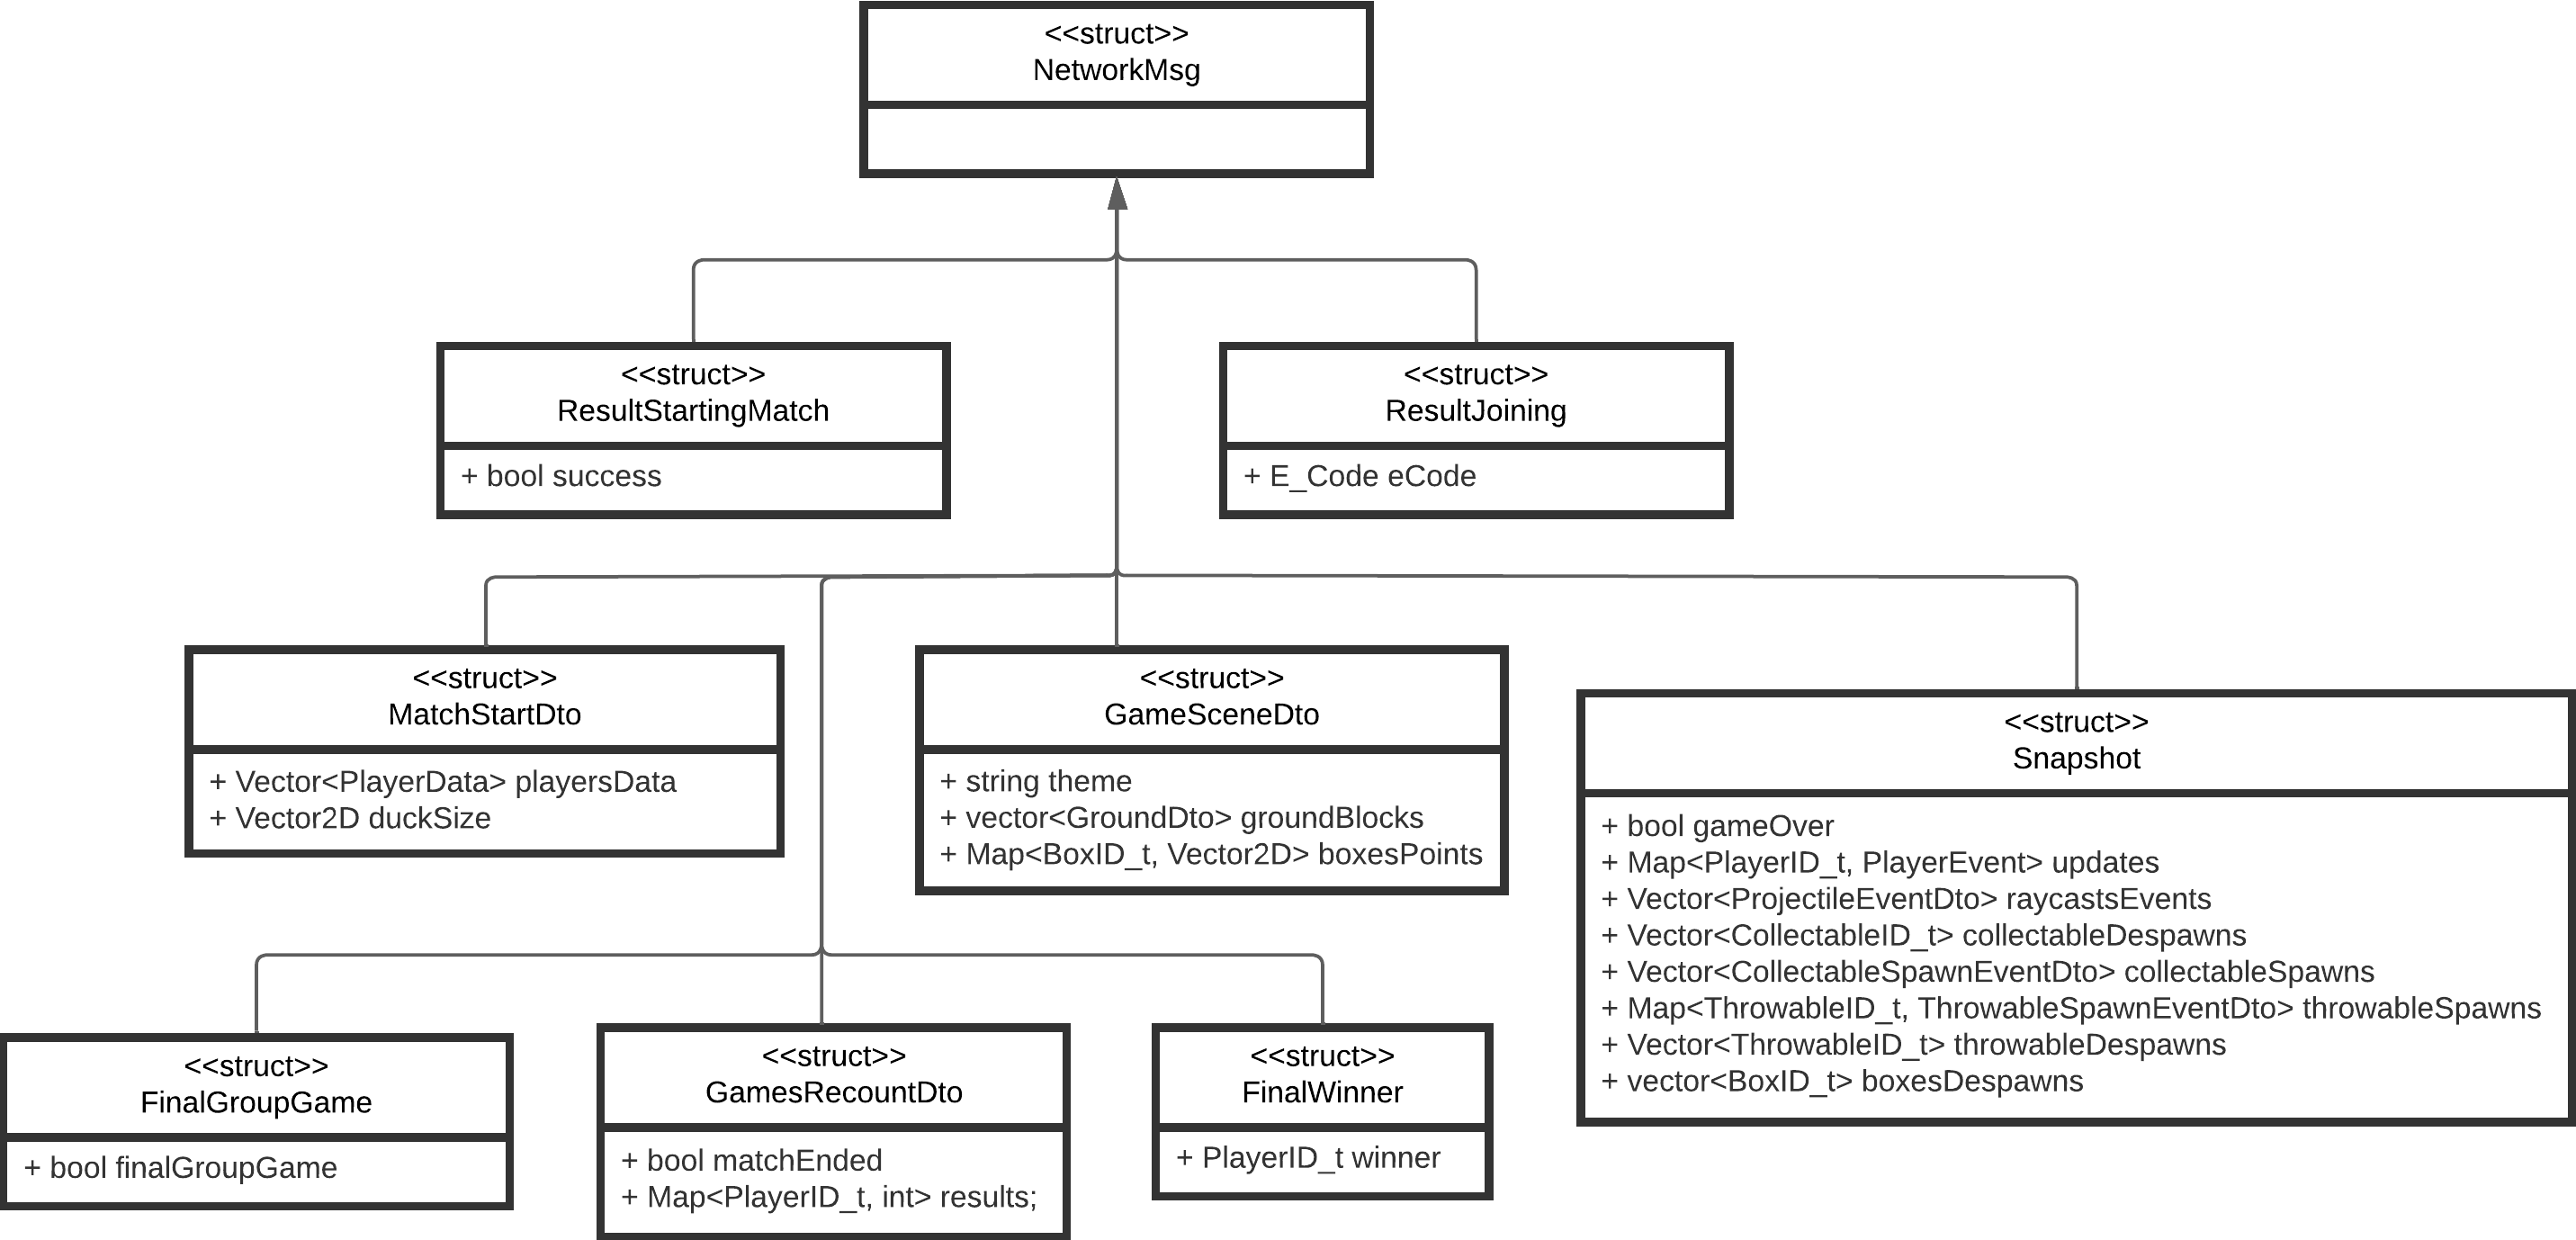 <<struct>>
NetworkMsg
<<struct>>
ResultStartingMatch
+ bool success
<<struct>>
ResultJoining
+ E_Code eCode
<<struct>>
MatchStartDto
+ Vector<PlayerData> playersData
+ Vector2D duckSize
<<struct>>
GameSceneDto
+ string theme
+ vector<GroundDto> groundBlocks
+ Map<BoxID_t, Vector2D> boxesPoints
<<struct>>
Snapshot
+ bool gameOver
+ Map<PlayerID_t, PlayerEvent> updates
+ Vector<ProjectileEventDto> raycastsEvents
+ Vector<CollectableID_t> collectableDespawns
+ Vector<CollectableSpawnEventDto> collectableSpawns
+ Map<ThrowableID_t, ThrowableSpawnEventDto> throwableSpawns
+ Vector<ThrowableID_t> throwableDespawns
+ vector<BoxID_t> boxesDespawns
<<struct>>
FinalGroupGame
+ bool finalGroupGame
<<struct>>
GamesRecountDto
+ bool matchEnded
+ Map<PlayerID_t, int> results;
<<struct>>
FinalWinner
+ PlayerID_t winner